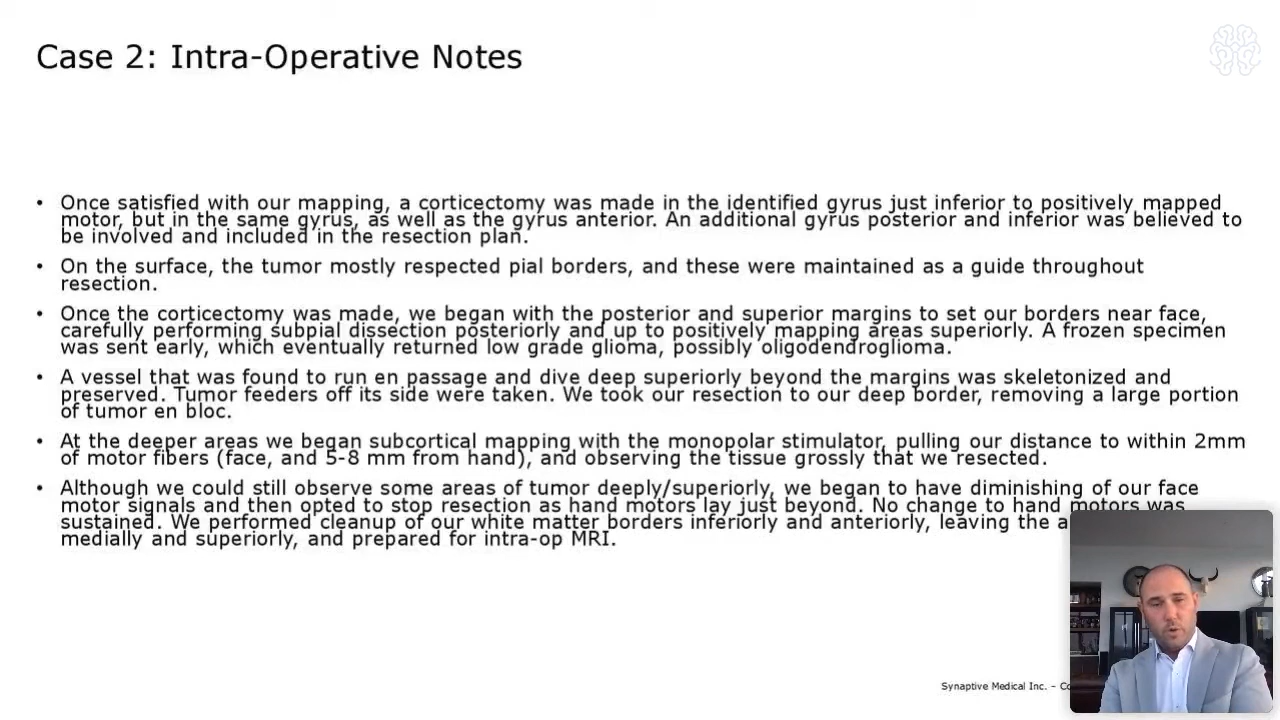 Case 2: Intra-Operative Notes
• Once satisfied with our mapping, a corticectomy was made in the identified gyrus just inferior to positively mapped
motor, but in the same gyrus, as well as the gyrus anterior. An additional gyrus posterior and inferior was believed to
be involved and included in the resection plan.
• On the surface, the tumor mostly respected pial borders, and these were maintained as a guide throughout
resection.
• Once the corticectomy was made, we began with the posterior and superior margins to set our borders near face,
carefully performing subpial dissection posteriorly and up to positively mapping areas superiorly. A frozen specimen
was sent early, which eventually returned low grade glioma, possibly oligodendroglioma.
• A vessel that was found to run en passage and dive deep superiorly beyond the margins was skeletonized and
preserved. Tumor feeders off its side were taken. We took our resection to our deep border, removing a large portion
of tumor en bloc.
• At the deeper areas we began subcortical mapping with the monopolar stimulator, pulling our distance to within 2mm
of motor fibers (face, and 5-8 mm from hand), and observing the tissue grossly that we resected.
• Although we could still observe some areas of tumor deeply/superiorly, we began to have diminishing of our face
motor signals and then opted to stop resection as hand motors lay just beyond. No change to hand motors was
sustained. We performed cleanup of our white matter borders inferiorly and anteriorly, leaving the
medially and superiorly, and prepared for intra-op MRI.
Synaptive Medical Inc. –